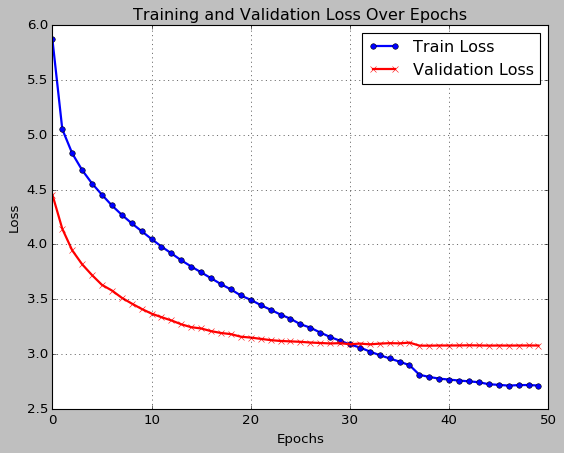 Training and Validation Loss Over Epochs
6.0
5.5
5.0
4.5
4.0
3.5
3.0
2.5
Loss
Train Loss
Validation Loss
0 10 20 30 40 50
Epochs